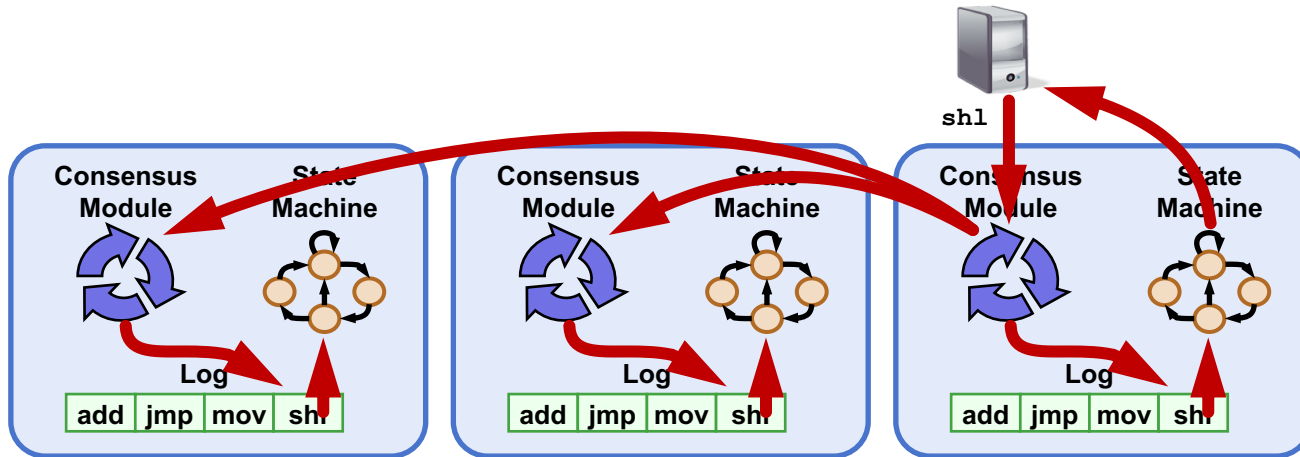 shl
Consensus
Module
State
Machine
Log
add jmp mov shl
Consensus
Module
State
Machine
Log
add jmp mov shl
Consensus
Module
State
Machine
Log
add jmp mov shl